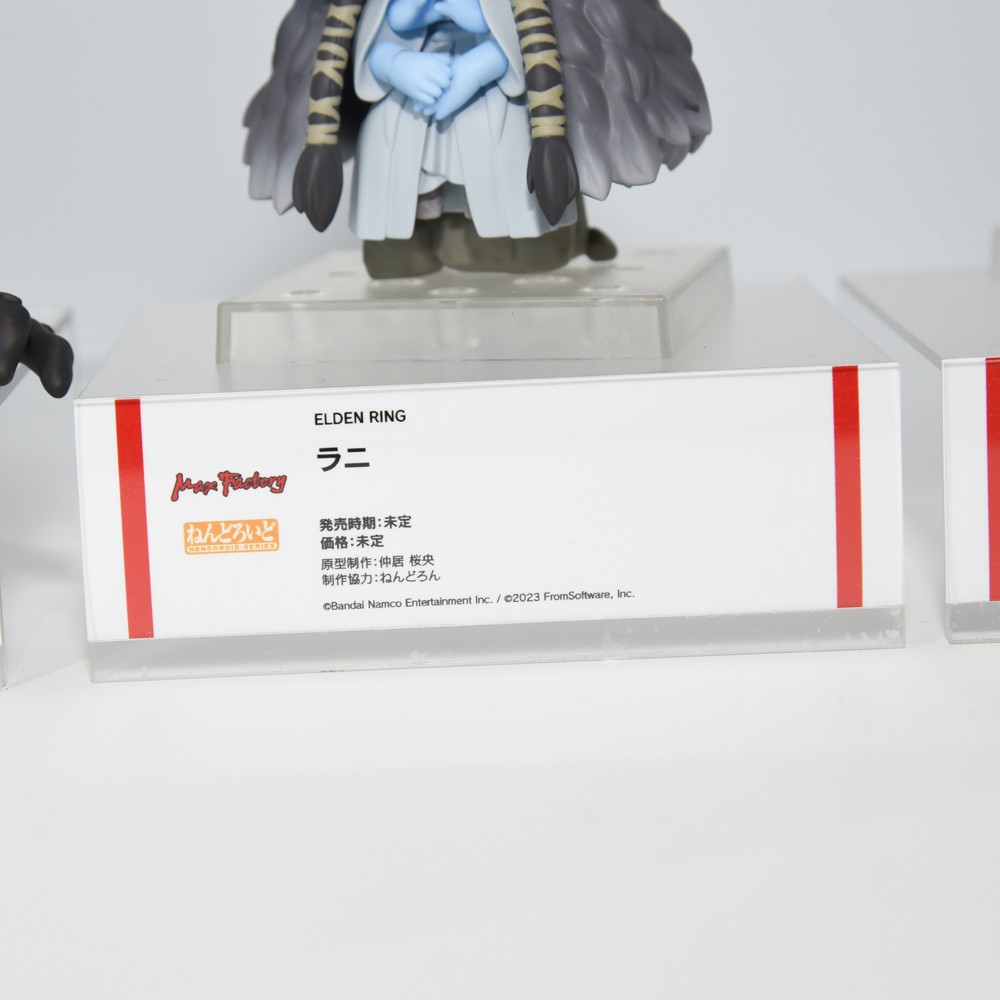 ELDEN RING
ラニ
Max Factory
ねんどろいど
NENDOROID SERIES
発売時期:未定
価格:未定
原型制作:仲居 桜央
制作協力:ねんどろん
©Bandai Namco Entertainment Inc. / ©2023 FromSoftware, Inc.